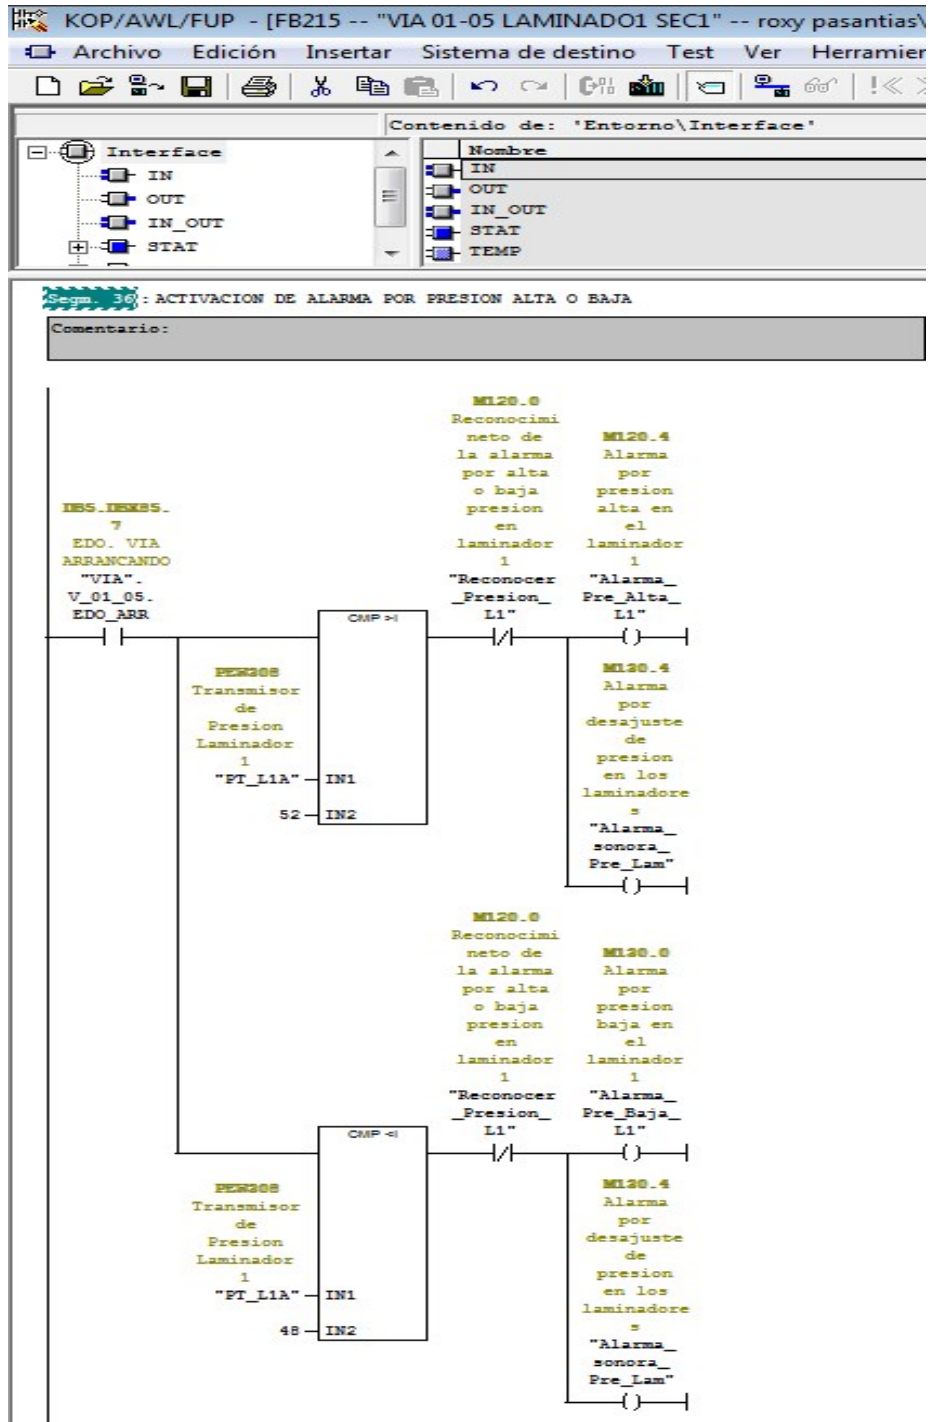 KOP/AWL/FUP - [FB215 -- "VIA 01-05 LAMINADO1 SEC1" -- roxy pasantias\
Archivo Edición Insertar Sistema de destino Test Ver Herramier
Contenido de: 'Entorno\Interface'
Interface
IN
OUT
IN_OUT
STAT
Nombre
IN
OUT
IN_OUT
STAT
TEMP
Segm. 36: ACTIVACION DE ALARMA POR PRESION ALTA O BAJA
Comentario:
DB5.DBX85.
7
EDO. VIA
ARRANCANDO
"VIA".
V_01_05.
EDO_ARR
CMP >I
PEW308
Transmisor
de
Presion
Laminador
1
"PT_L1A"
IN1
52
IN2
M120.0
Reconocimi
neto de
la alarma
por alta
o baja
presion
en
laminador
1
"Reconocer
_Presion_
L1"
M120.4
Alarma
por
presion
alta en
el
laminador
1
"Alarma_
Pre_Alta_
L1"
M130.4
Alarma
por
desajuste
de
presion
en los
laminadore
s
"Alarma_
sonora_
Pre_Lam"
CMP <I
PEW308
Transmisor
de
Presion
Laminador
1
"PT_L1A"
IN1
48
IN2
M120.0
Reconocimi
neto de
la alarma
por alta
o baja
presion
en
laminador
1
"Reconocer
_Presion_
L1"
M130.0
Alarma
por
presion
baja en
el
laminador
1
"Alarma_
Pre_Baja_
L1"
M130.4
Alarma
por
desajuste
de
presion
en los
laminadore
s
"Alarma_
sonora_
Pre_Lam"